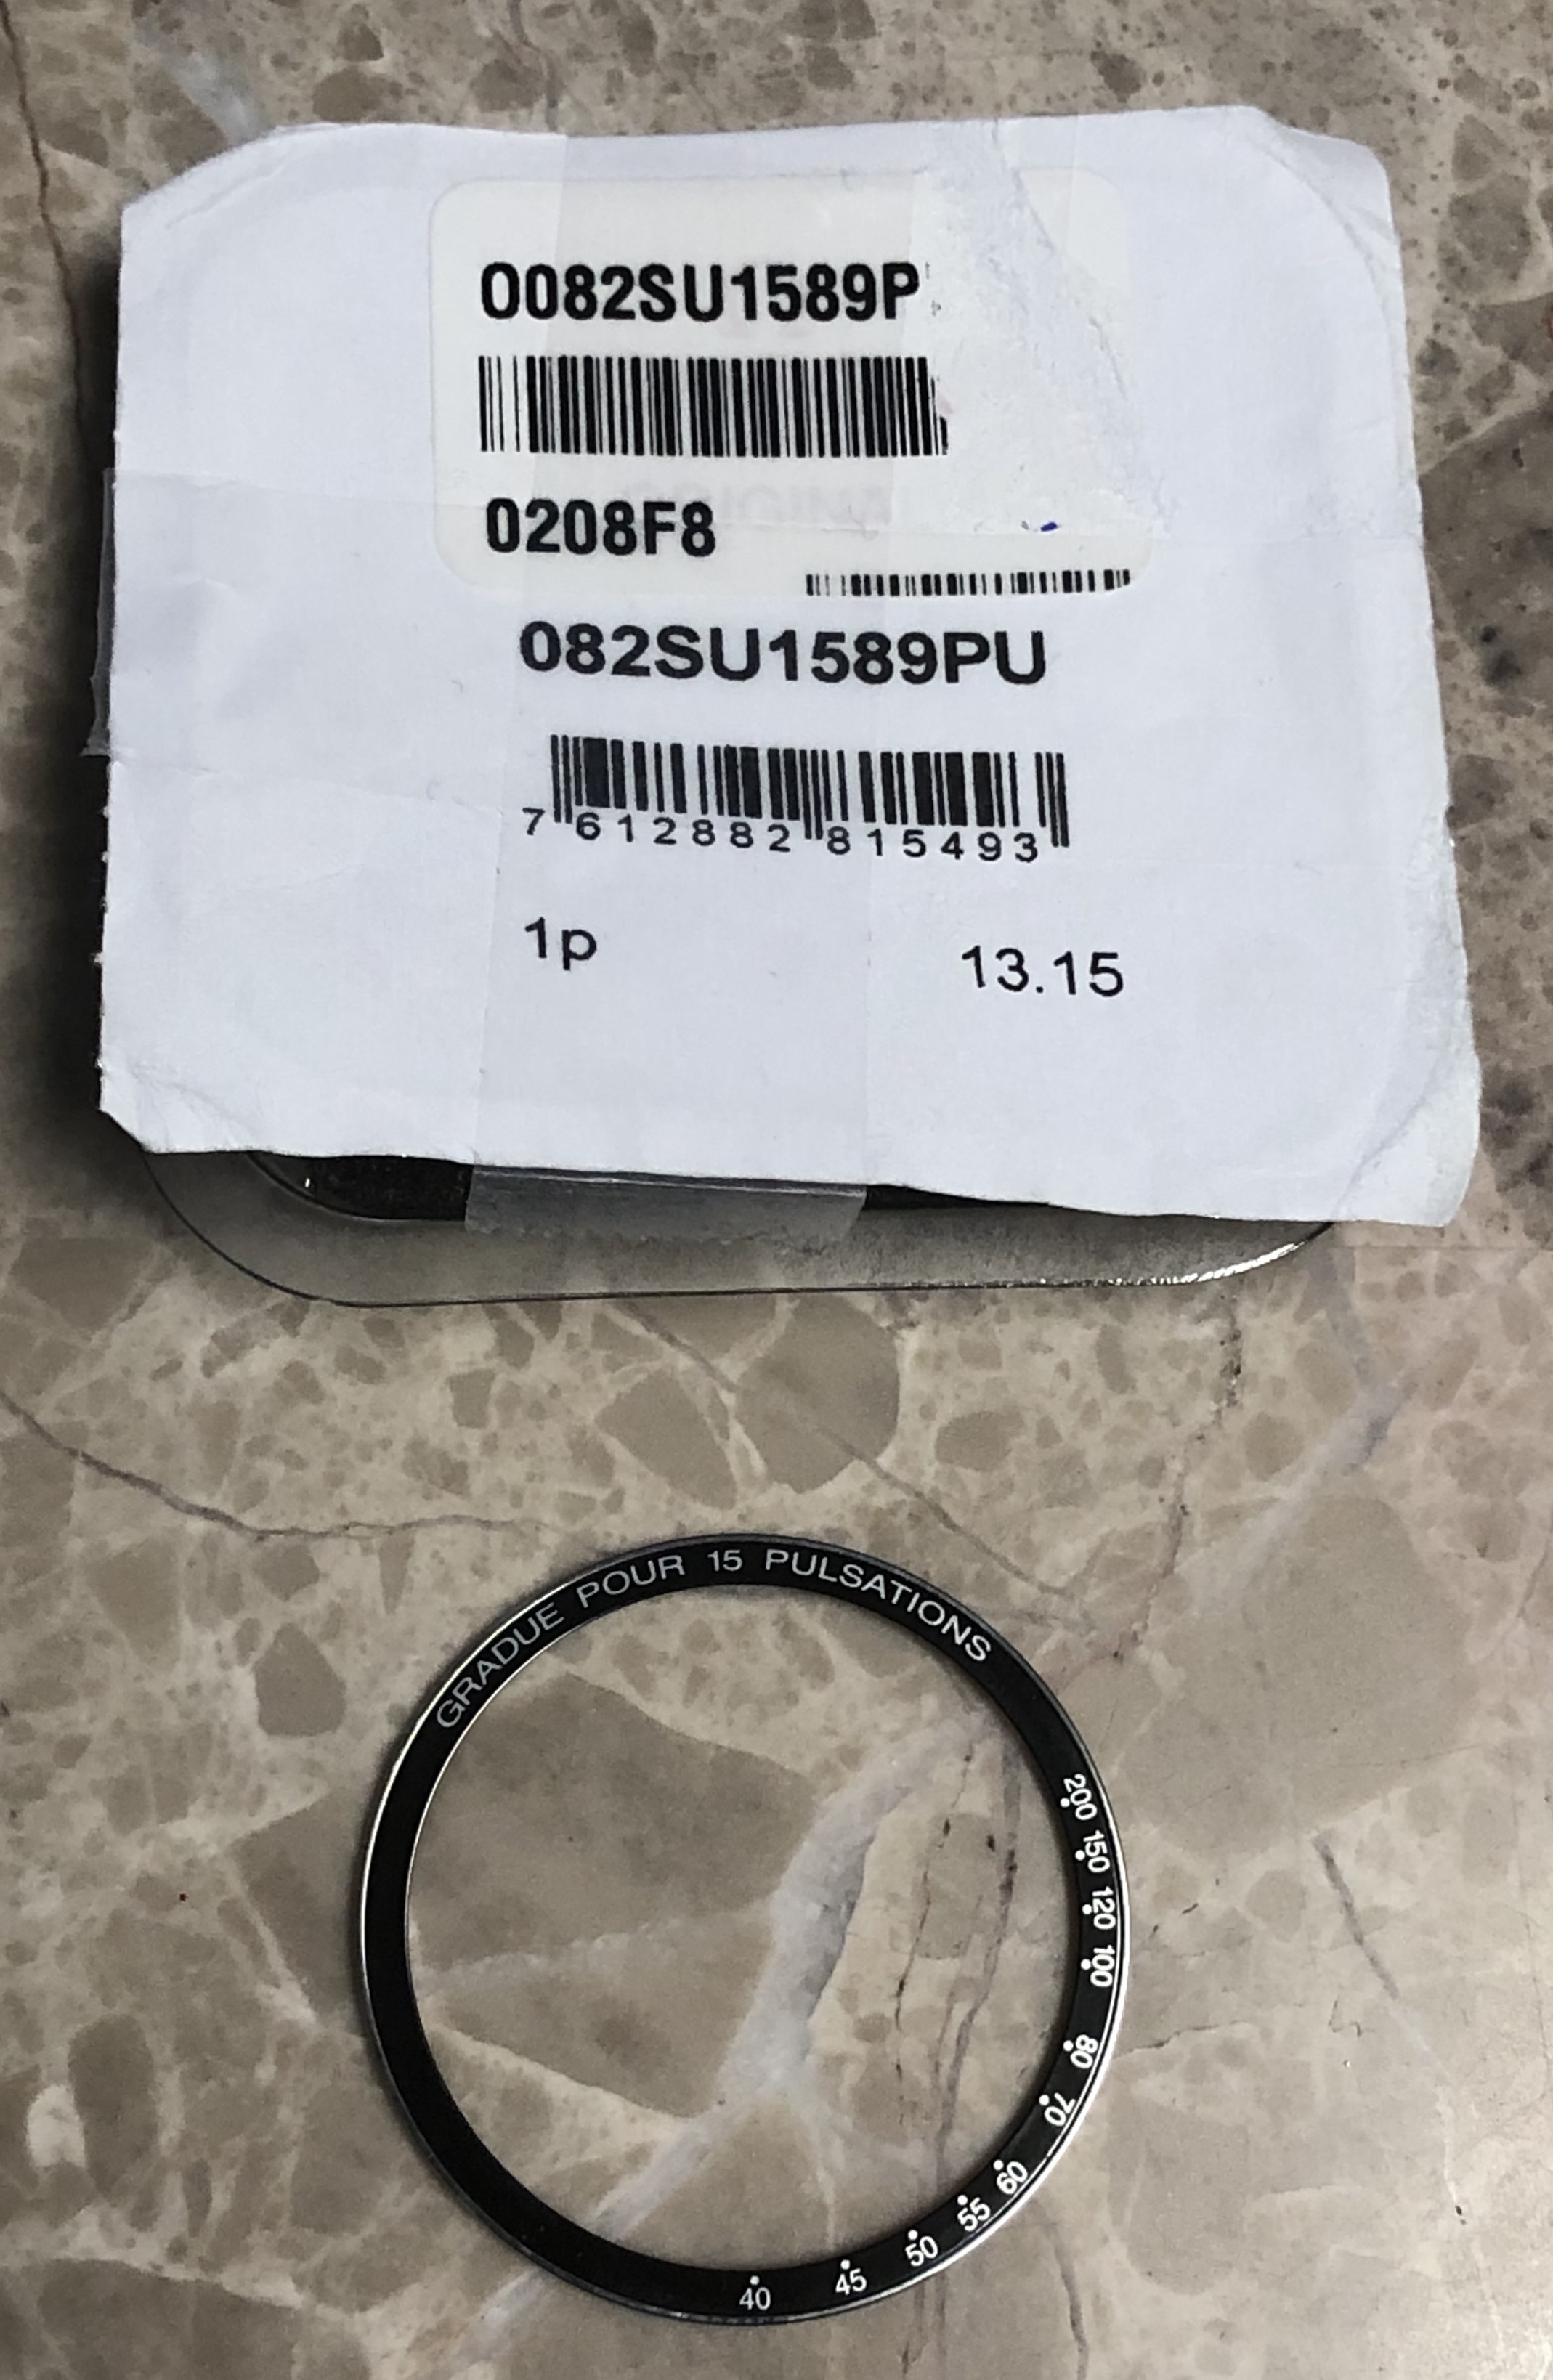 O082SU1589P
0208F8
082SU1589PU
7 612882 815493
1p 13.15
GRADUE POUR 15 PULSATIONS
200 150 120 100 80 70 60 55 50 45 40